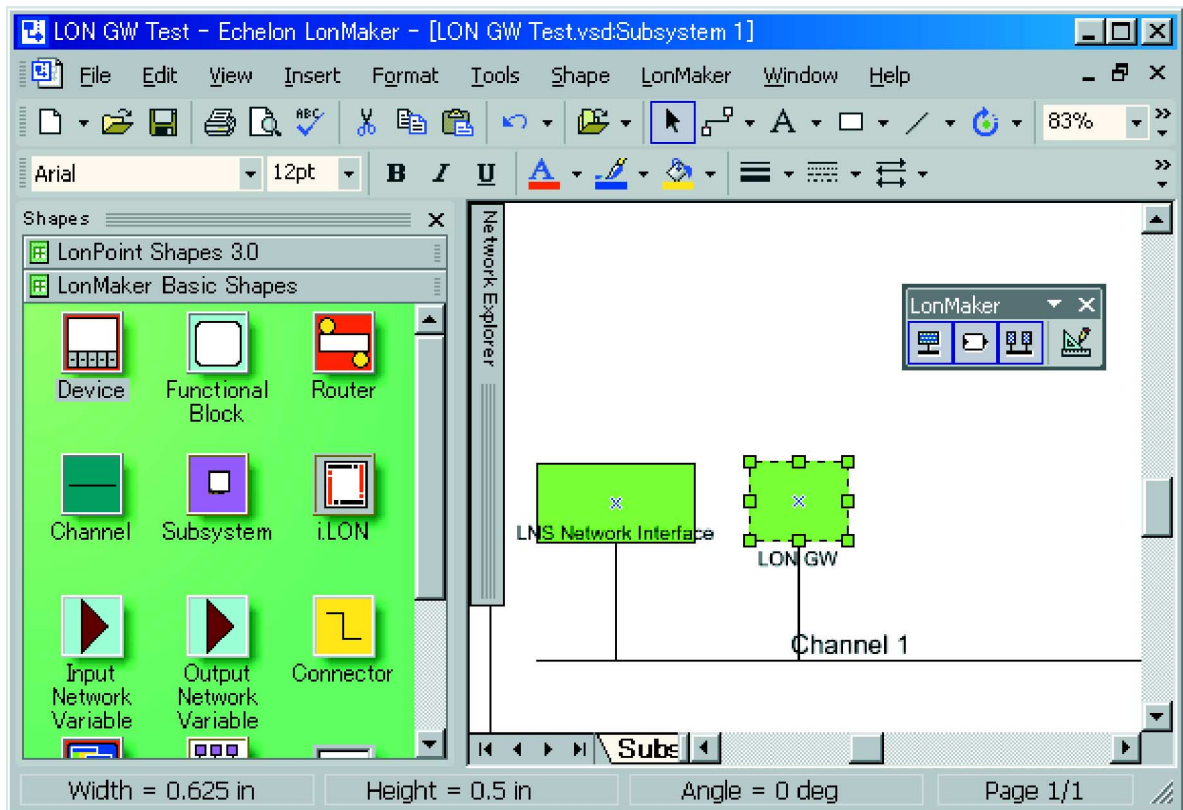 LON GW Test - Echelon LonMaker - [LON GW Test.vsd:Subsystem 1]
File Edit View Insert Format Tools Shape LonMaker Window Help
ABC
A
83%
Arial
12pt
B I U A
Shapes
LonPoint Shapes 3.0
LonMaker Basic Shapes
Device
Functional Block
Router
Channel
Subsystem
i.LON
Input Network Variable
Output Network Variable
Connector
Network Explorer
LonMaker
LNS Network Interface
LON GW
Channel 1
Subs
Width = 0.625 in
Height = 0.5 in
Angle = 0 deg
Page 1/1